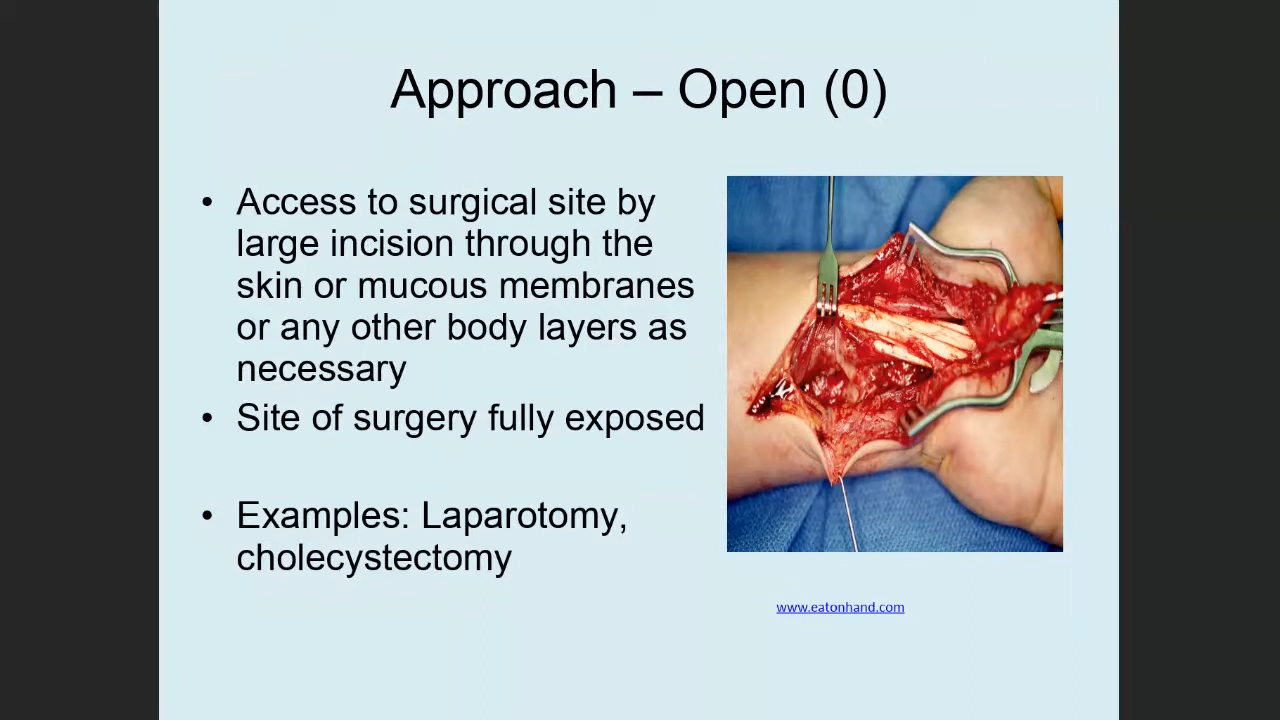 Approach – Open (0)
• Access to surgical site by
large incision through the
skin or mucous membranes
or any other body layers as
necessary
• Site of surgery fully exposed
• Examples: Laparotomy,
cholecystectomy
www.eatonhand.com